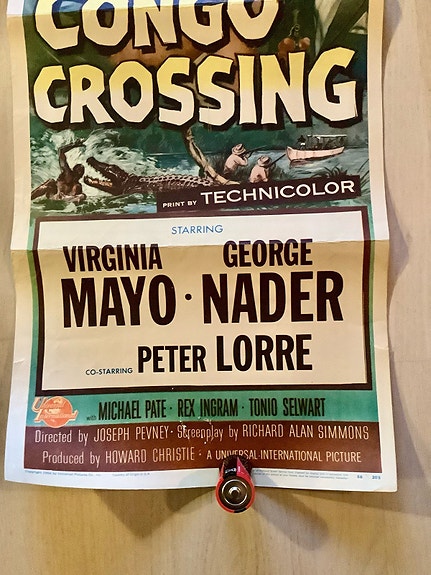 CONGO
CROSSING
PRINT BY TECHNICOLOR
STARRING
VIRGINIA GEORGE
MAYO · NADER
CO-STARRING PETER LORRE
with MICHAEL PATE · REX INGRAM · TONIO SELWART
Directed by JOSEPH PEVNEY · Screenplay by RICHARD ALAN SIMMONS
Produced by HOWARD CHRISTIE · A UNIVERSAL-INTERNATIONAL PICTURE